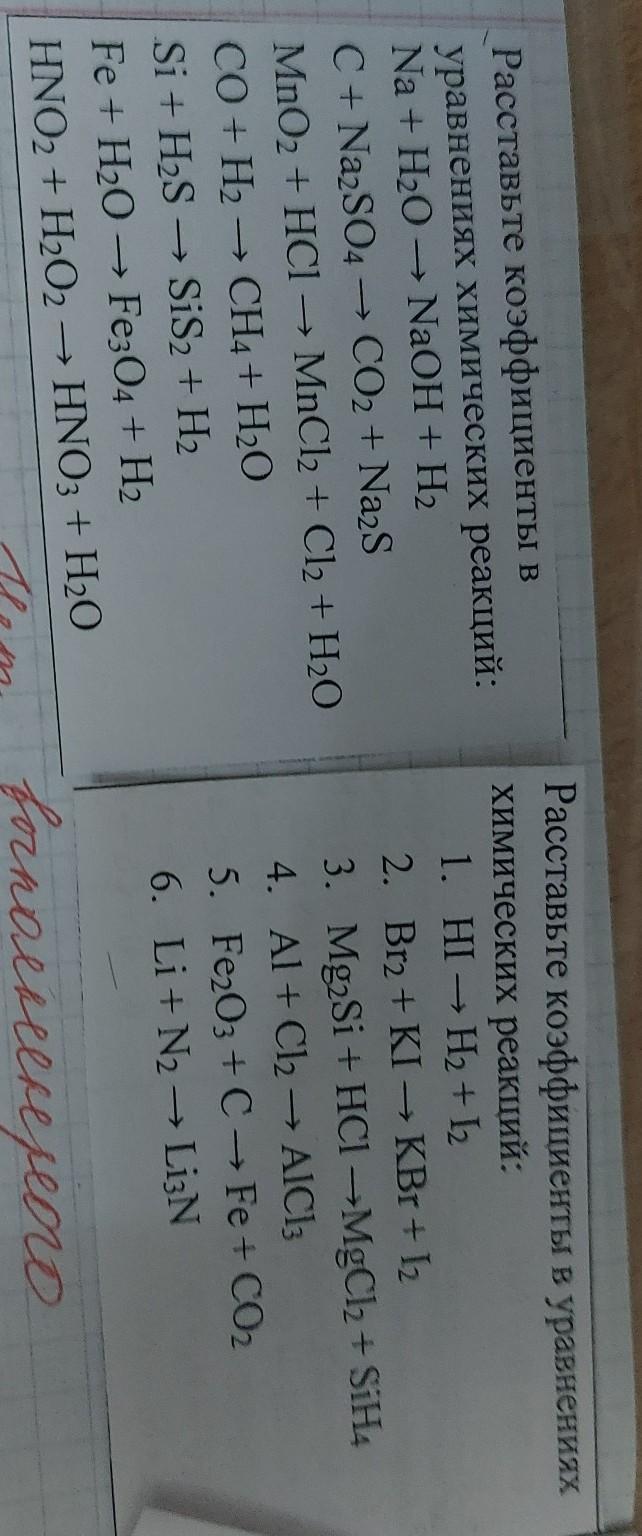 Расставьте коэффициенты в
уравнениях химических реакций:
Na + H₂O → NaOH + H₂
C + Na₂SO₄ → CO₂ + Na₂S
MnO₂ + HCl → MnCl₂ + Cl₂ + H₂O
CO + H₂ → CH₄ + H₂O
Si + H₂S → SiS₂ + H₂
Fe + H₂O → Fe₃O₄ + H₂
HNO₂ + H₂O₂ → HNO₃ + H₂O
Расставьте коэффициенты в уравнениях
химических реакций:
1. HI → H₂ + I₂
2. Br₂ + KI → KBr + I₂
3. Mg₂Si + HCl →MgCl₂ + SiH₄
4. Al + Cl₂ → AlCl₃
5. Fe₂O₃ + C → Fe + CO₂
6. Li + N₂ → Li₃N